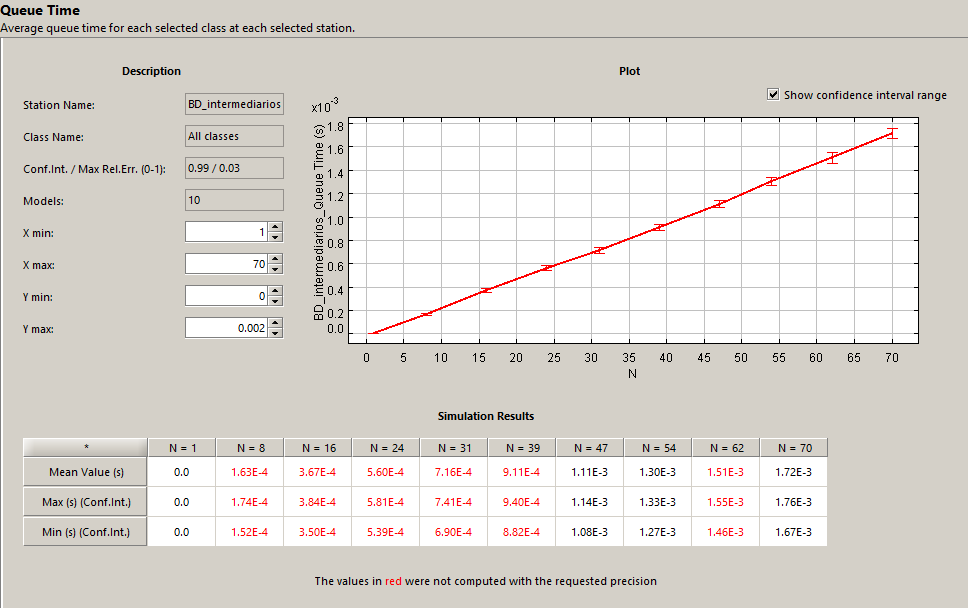 Queue Time
Average queue time for each selected class at each selected station.
Description
Station Name: BD_intermediarios
Class Name: All classes
Conf.Int. / Max Rel.Err. (0-1): 0.99 / 0.03
Models: 10
X min: 1
X max: 70
Y min: 0
Y max: 0.002
Plot
Show confidence interval range
x10-3
BD_intermediarios_Queue Time (s)
1.8
1.6
1.4
1.2
1.0
0.8
0.6
0.4
0.2
0.0
0 5 10 15 20 25 30 35 40 45 50 55 60 65 70
N
Simulation Results
* N = 1 N = 8 N = 16 N = 24 N = 31 N = 39 N = 47 N = 54 N = 62 N = 70
Mean Value (s) 0.0 1.63E-4 3.67E-4 5.60E-4 7.16E-4 9.11E-4 1.11E-3 1.30E-3 1.51E-3 1.72E-3
Max (s) (Conf.Int.) 0.0 1.74E-4 3.84E-4 5.81E-4 7.41E-4 9.40E-4 1.14E-3 1.33E-3 1.55E-3 1.76E-3
Min (s) (Conf.Int.) 0.0 1.52E-4 3.50E-4 5.39E-4 6.90E-4 8.82E-4 1.08E-3 1.27E-3 1.46E-3 1.67E-3
The values in red were not computed with the requested precision